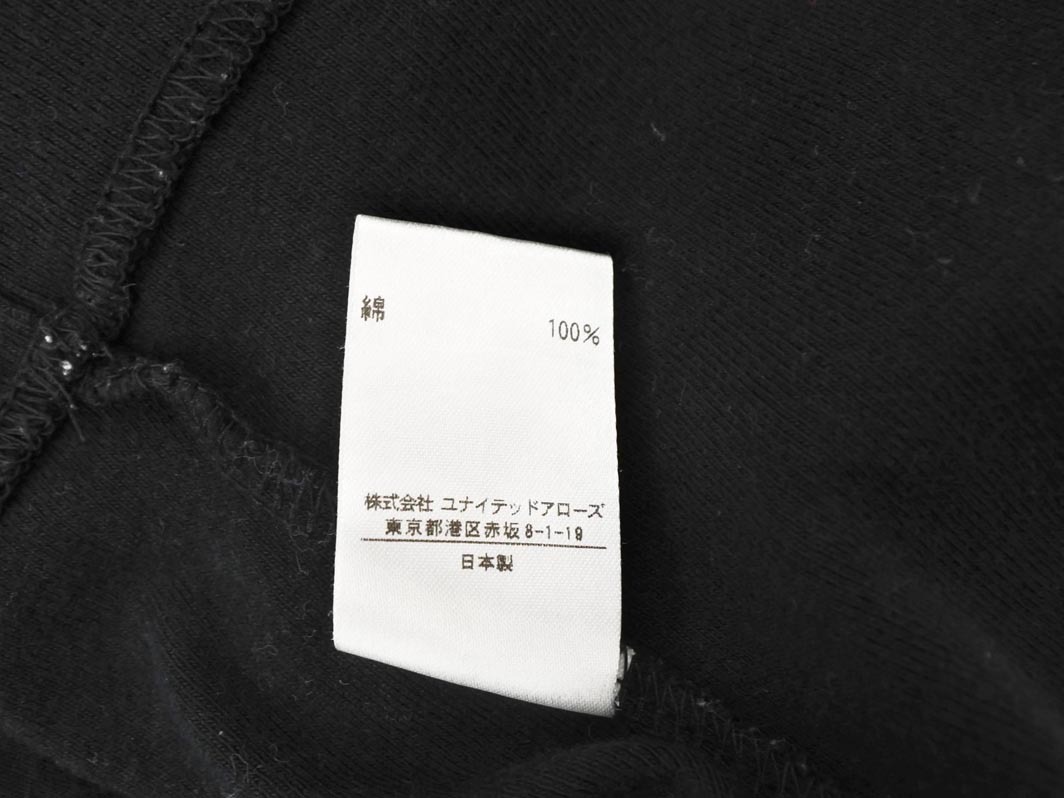 綿 100%
株式会社 ユナイテッドアローズ
東京都港区赤坂8-1-19
日本製